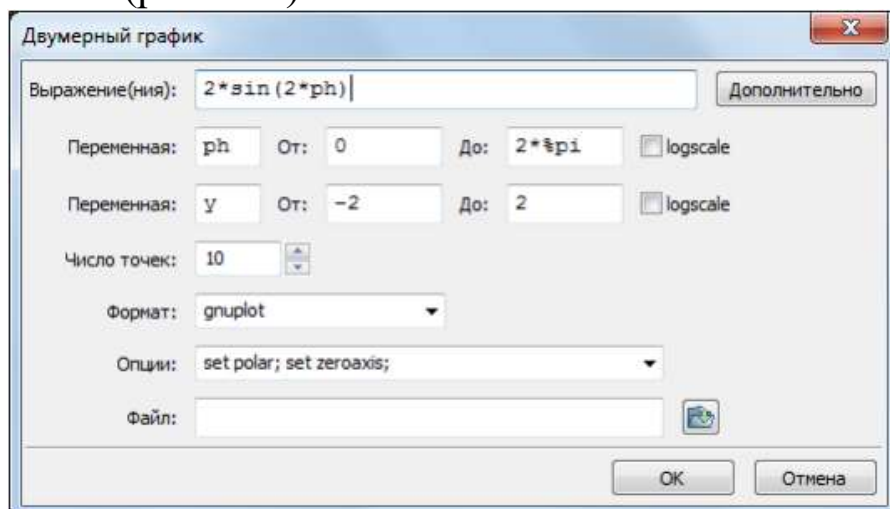 Двумерный график
Выражение(ния): 2*sin(2*ph) Дополнительно
Переменная: ph От: 0 До: 2*%pi logscale
Переменная: y От: -2 До: 2 logscale
Число точек: 10
Формат: gnuplot
Опции: set polar; set zeroaxis;
Файл:
OK Отмена